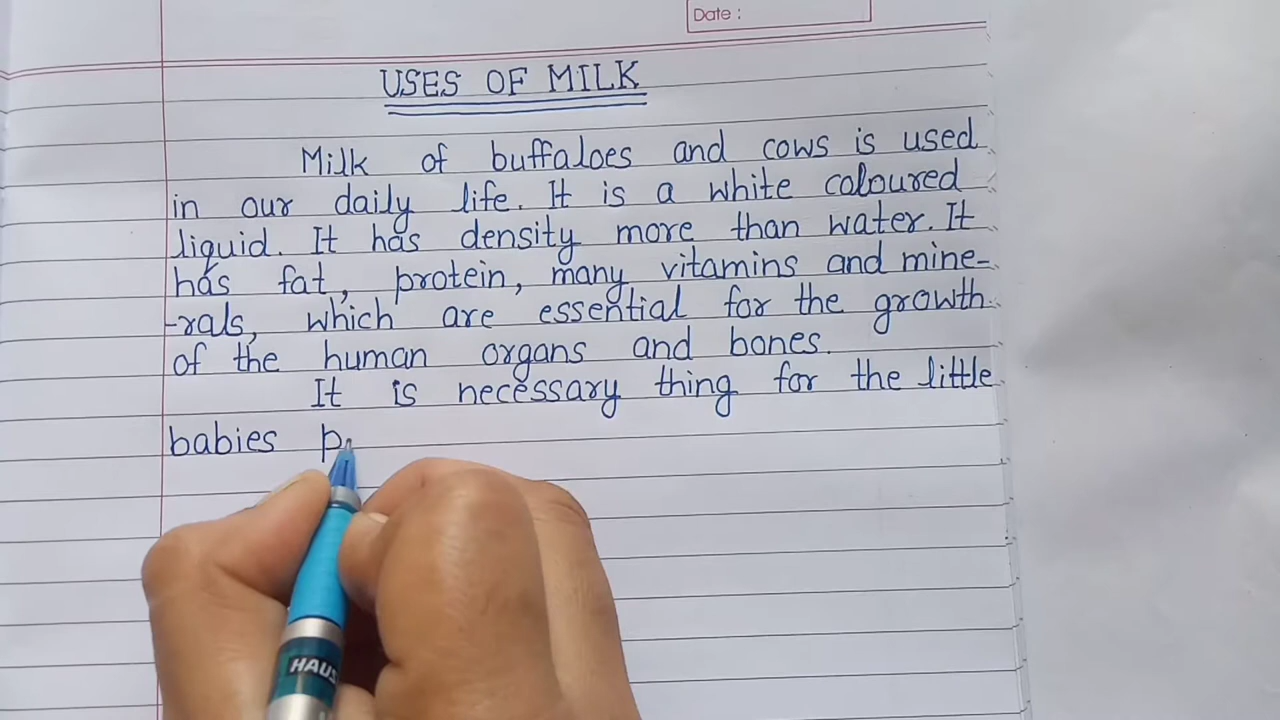 Date :
USES OF MILK
Milk of buffaloes and cows is used
in our daily life. It is a white coloured
liquid. It has density more than water. It
has fat, protein, many vitamins and mine-
-rals, which are essential for the growth
of the human organs and bones.
It is necessary thing for the little
babies p
HAUS